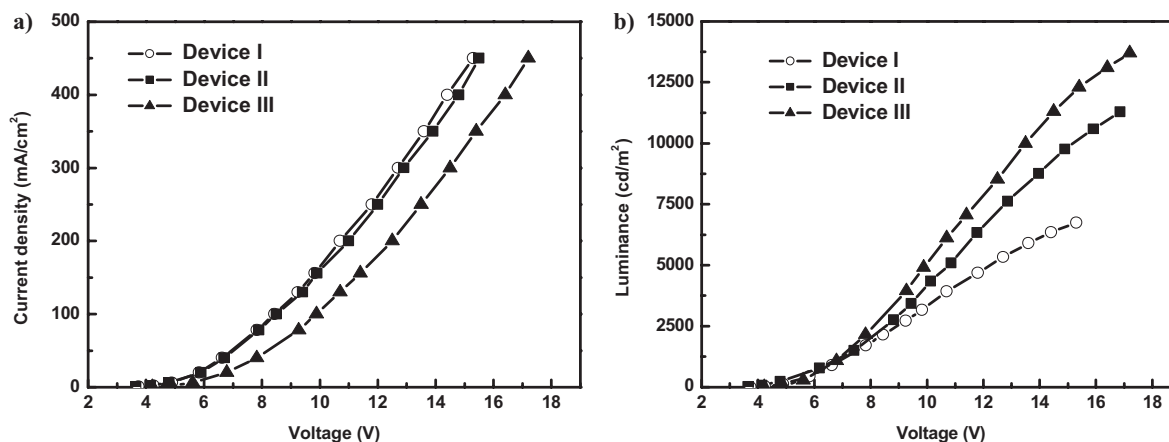 a)
500
400
300
200
100
0
Current density (mA/cm²)
Device I
Device II
Device III
2 4 6 8 10 12 14 16 18
Voltage (V)
b)
15000
12500
10000
7500
5000
2500
0
Luminance (cd/m²)
Device I
Device II
Device III
2 4 6 8 10 12 14 16 18
Voltage (V)